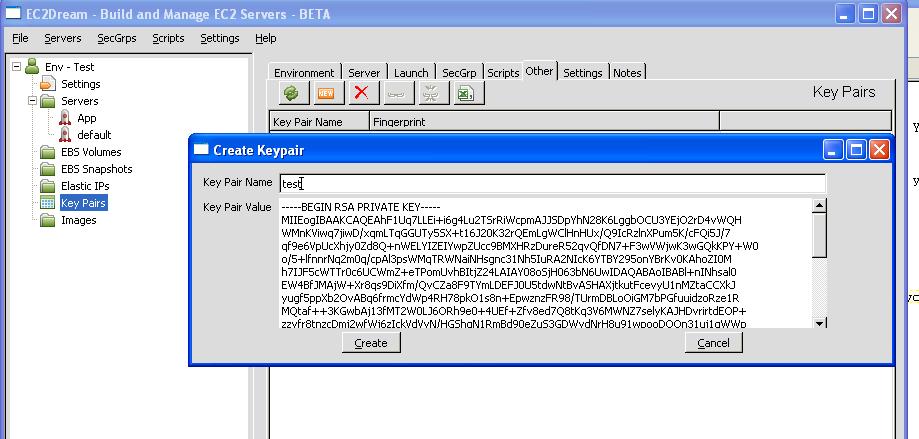 EC2Dream - Build and Manage EC2 Servers - BETA
File Servers SecGrps Scripts Settings Help
Env - Test
Settings
Servers
App
default
EBS Volumes
EBS Snapshots
Elastic IPs
Key Pairs
Images
Environment Server Launch SecGrp Scripts Other Settings Notes
NEW
Key Pairs
Key Pair Name Fingerprint
Create Keypair
Key Pair Name test
Key Pair Value
-----BEGIN RSA PRIVATE KEY-----
MIIEogIBAAKCAQEAhF1Uq7LLEi+i6g4Lu2TSrRiWcpmAJJSDpYhN28K6LggbOCU3YEjO2rD4vWQH
WMnKViwq7jiwD/xqmLTqGGUTy5SX+t16J20K32rQEmLgWClHnHUx/Q9IcRzlnXPum5K/cFQi5J/7
qf9e6VpUcXhjy0Zd8Q+nWELYIZEIYwpZUcc9BMXHRzDureR52qvQfDN7+F3wVWjwK3wGQkKPY+W0
o/5+lfnnrNq2m0q/cpAl3psWMqTRWNaiNHsgnc31Nh5IuRA2NIcK6YTBY295onYBrKv0KAhoZI0M
h7IJF5cWTTr0c6UCWmZ+eTPomUvhBItjZ24LAIAY08oSjH063bN6UwIDAQABAoIBABl+nINhsal0
EW4BfJMAjW+Xr8qs9DiXfm/QvCZa8F9TYmLDEFJ0U5tdwNtBvASHAXjtkutFcevyU1nMZtaCCXkJ
yugf5ppXb2OvABq6frmcYdWp4RH78pkO1s8n+EpwznzFR98/TUrmDBLoOiGM7bPGfuuidzoRze1R
MQtaf++3KGwbAj13fMT2W0LJ6ORh9e0+4UEf+Zfv8ed7Q8tKq3V6MWNZ7selyKAJHDvrirtdEOP+
Create Cancel